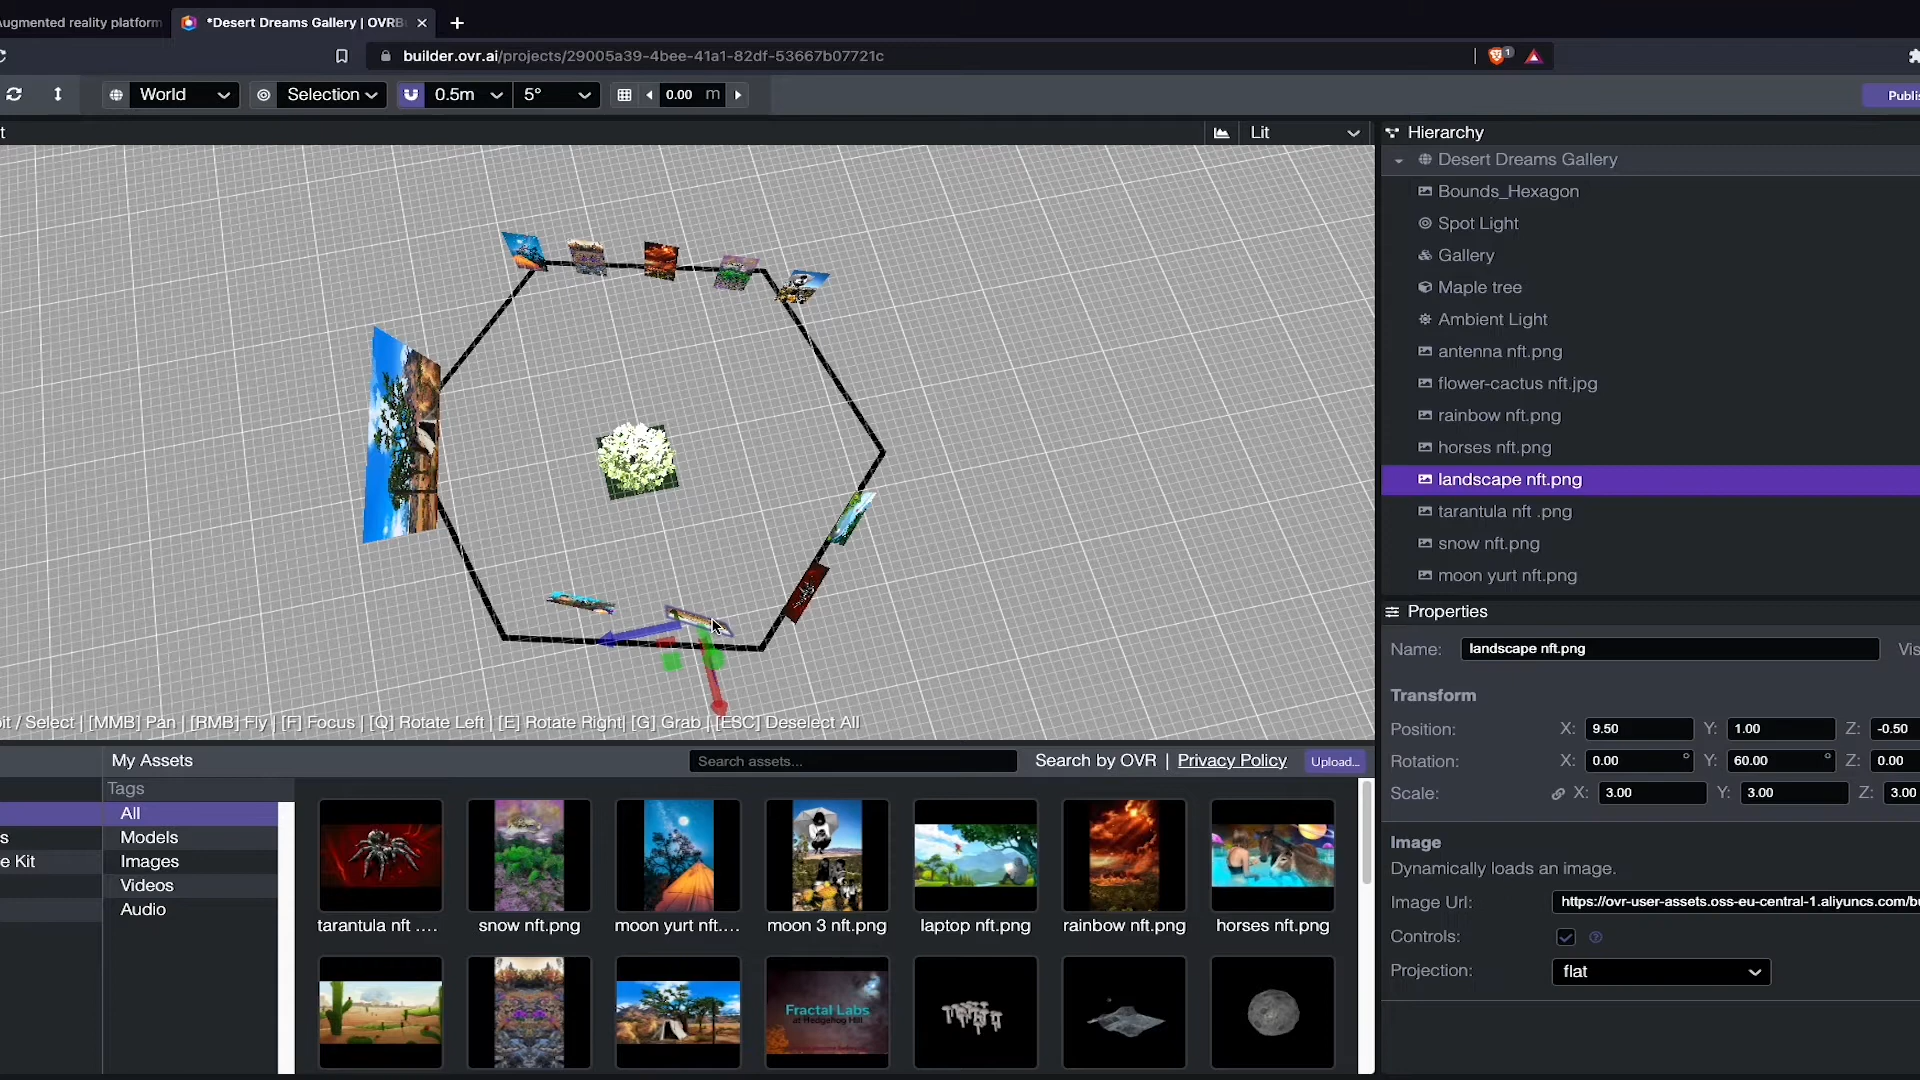 Augmented reality platform
*Desert Dreams Gallery | OVRB
builder.ovr.ai/projects/29005a39-4bee-41a1-82df-53667b07721c
1
World
Selection
0.5m
5°
0.00 m
Publis
t
Lit
Hierarchy
Desert Dreams Gallery
Bounds_Hexagon
Spot Light
Gallery
Maple tree
Ambient Light
antenna nft.png
flower-cactus nft.jpg
rainbow nft.png
horses nft.png
landscape nft.png
tarantula nft .png
snow nft.png
moon yurt nft.png
Properties
Name: landscape nft.png Vis
Transform
Position: X: 9.50 Y: 1.00 Z: -0.50
Rotation: X: 0.00 ° Y: 60.00 ° Z: 0.00
Scale: X: 3.00 Y: 3.00 Z: 3.00
Image
Dynamically loads an image.
Image Url: https://ovr-user-assets.oss-eu-central-1.aliyuncs.com/bu
Controls:
Projection: flat
bit / Select | [MMB] Pan | [RMB] Fly | [F] Focus | [Q] Rotate Left | [E] Rotate Right| [G] Grab | [ESC] Deselect All
My Assets
Search assets...
Search by OVR | Privacy Policy
Upload...
Tags
All
Models
Images
Videos
Audio
s
e Kit
tarantula nft ....
snow nft.png
moon yurt nft....
moon 3 nft.png
laptop nft.png
rainbow nft.png
horses nft.png
Fractal Labs
at Hedgehog Hill